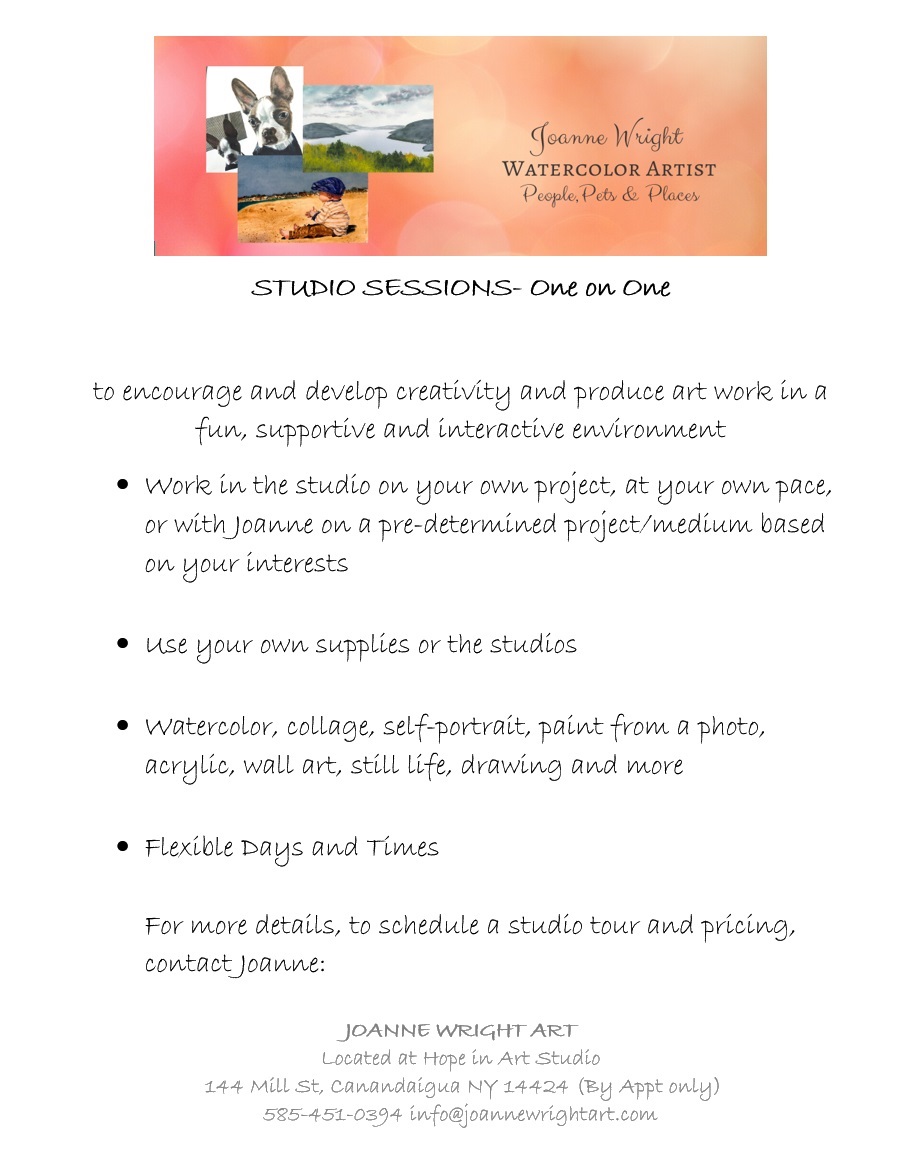 Joanne Wright
Watercolor Artist
People, Pets & Places
STUDIO SESSIONS- One on One
to encourage and develop creativity and produce art work in a
fun, supportive and interactive environment
• Work in the studio on your own project, at your own pace,
or with Joanne on a pre-determined project/medium based
on your interests
• Use your own supplies or the studios
• Watercolor, collage, self-portrait, paint from a photo,
acrylic, wall art, still life, drawing and more
• Flexible Days and Times
For more details, to schedule a studio tour and pricing,
contact Joanne:
JOANNE WRIGHT ART
Located at Hope in Art Studio
144 Mill St, Canandaigua NY 14424 (By Appt only)
585-451-0394 info@joannewrightart.com